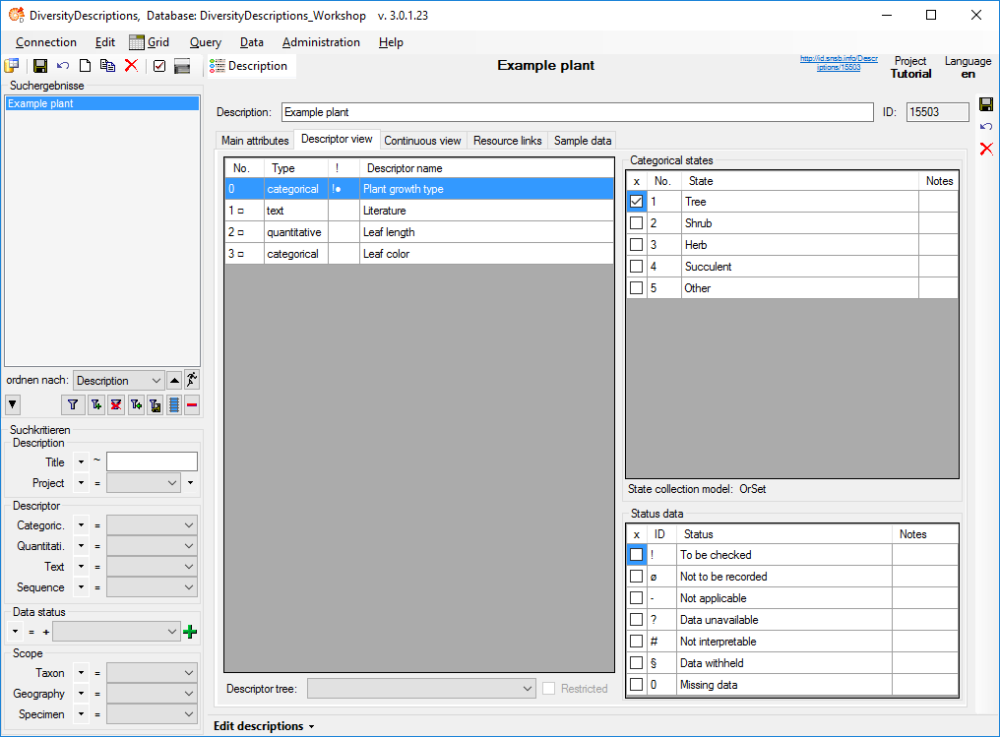 DiversityDescriptions, Database: DiversityDescriptions_Workshop v. 3.0.1.23
Connection Edit Grid Query Data Administration Help
Description
Example plant
http://id.snsb.info/Descr
iptions/15503
Project
Tutorial
Language
en
Suchergebnisse
Example plant
Description: Example plant ID: 15503
Main attributes Descriptor view Continuous view Resource links Sample data
No. Type ! Descriptor name
0 categorical !● Plant growth type
1 □ text Literature
2 □ quantitative Leaf length
3 □ categorical Leaf color
Categorical states
x No. State Notes
1 Tree
2 Shrub
3 Herb
4 Succulent
5 Other
State collection model: OrSet
Status data
x ID Status Notes
! To be checked
ø Not to be recorded
- Not applicable
? Data unavailable
# Not interpretable
§ Data withheld
0 Missing data
Descriptor tree: Restricted
Edit descriptions
ordnen nach: Description
Suchkritieren
Description
Title ~
Project =
Descriptor
Categoric. =
Quantitati. =
Text =
Sequence =
Data status
= +
Scope
Taxon =
Geography =
Specimen =